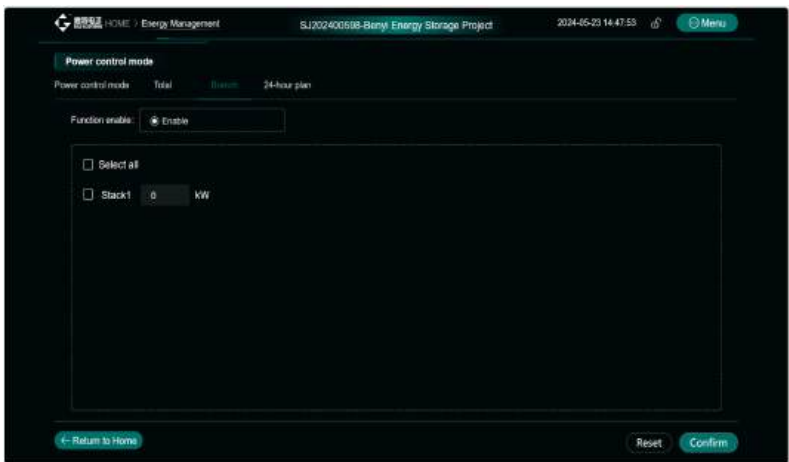 HOME > Energy Management
SJ202400598-Benyi Energy Storage Project
2024-05-23 14:47:53
Menu
Power control mode
Power control mode Total Branch 24-hour plan
Function enable: Enable
Select all
Stack1 0 kW
← Return to Home
Reset Confirm